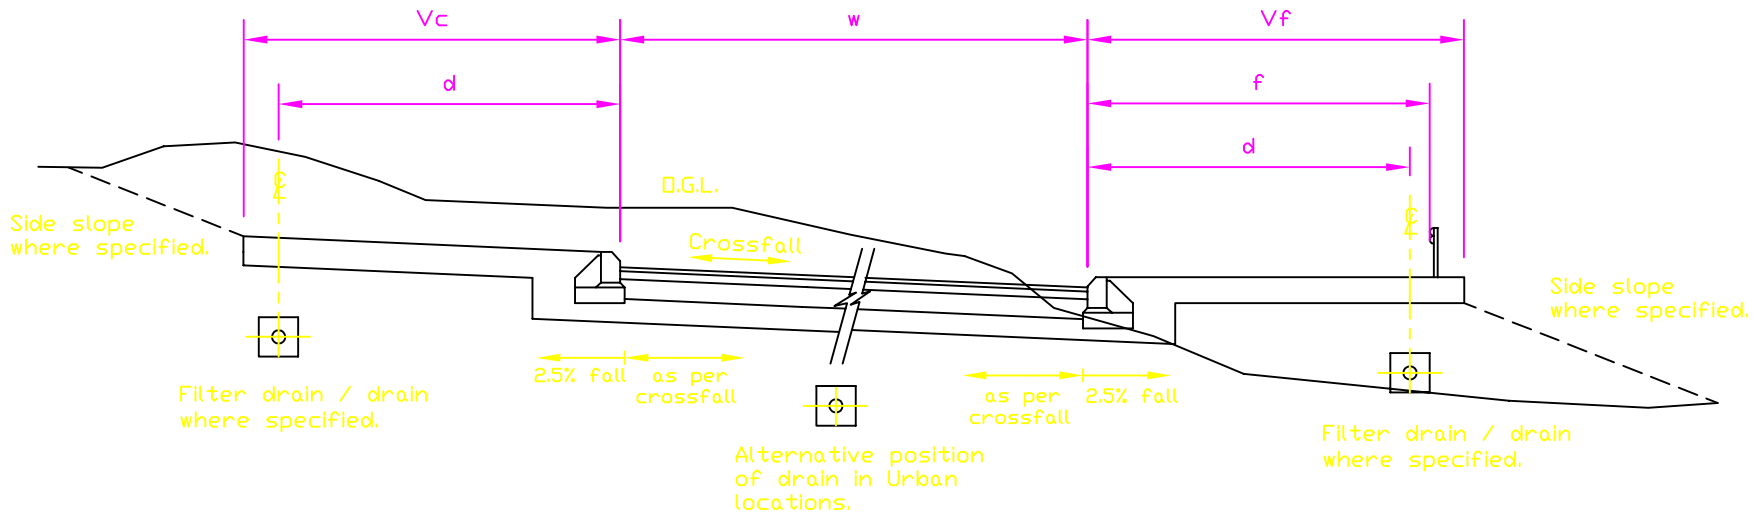 Vc
w
Vf
d
f
d
℄
O.G.L.
℄
Side slope
where specified.
Crossfall
Side slope
where specified.
2.5% fall
as per
crossfall
as per
crossfall
2.5% fall
Filter drain / drain
where specified.
Alternative position
of drain in Urban
locations.
Filter drain / drain
where specified.